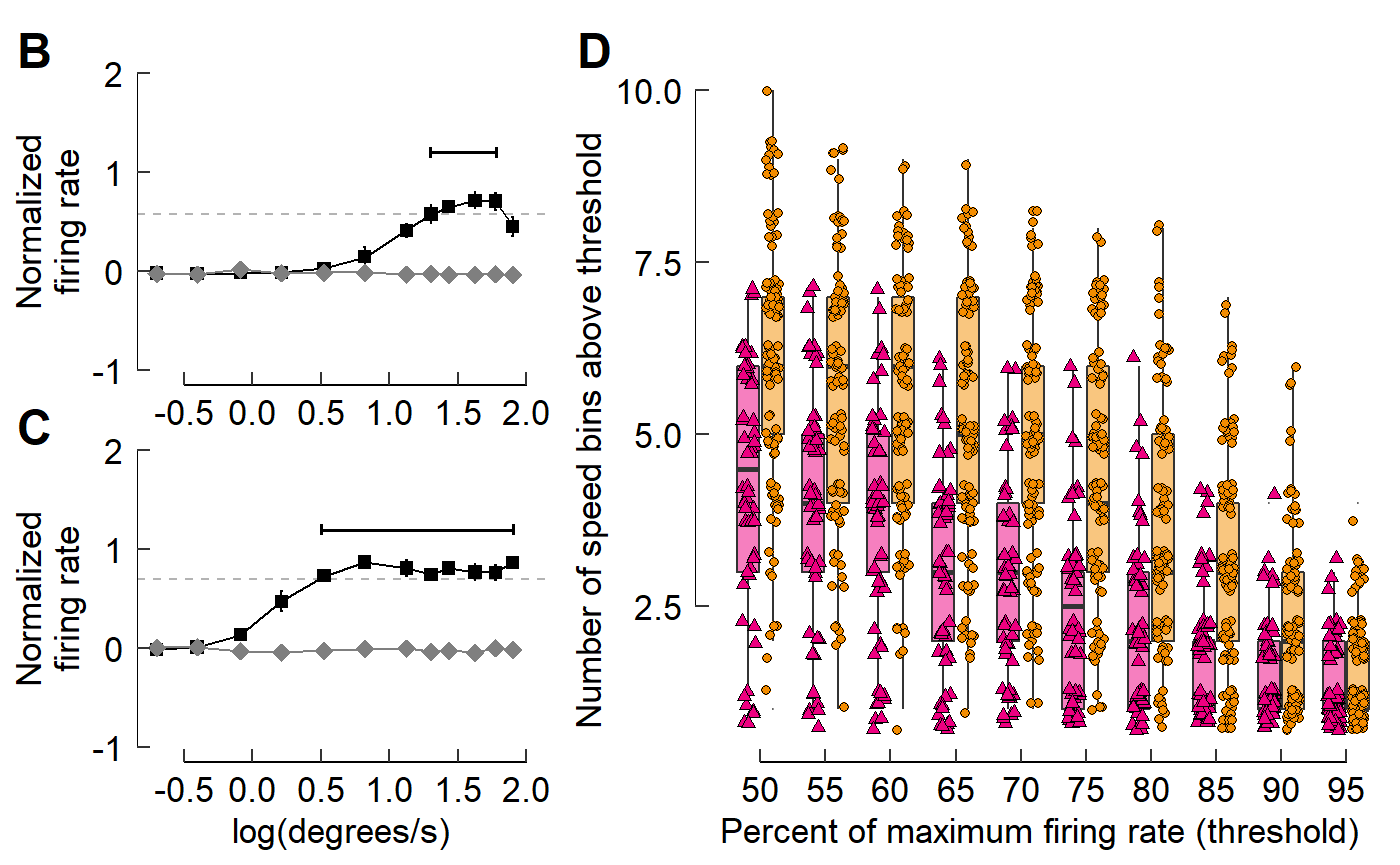 B
2
1
0
-1
Normalized
firing rate
-0.5 0.0 0.5 1.0 1.5 2.0
C
2
1
0
-1
Normalized
firing rate
-0.5 0.0 0.5 1.0 1.5 2.0
log(degrees/s)
D
10.0
7.5
5.0
2.5
Number of speed bins above threshold
50 55 60 65 70 75 80 85 90 95
Percent of maximum firing rate (threshold)